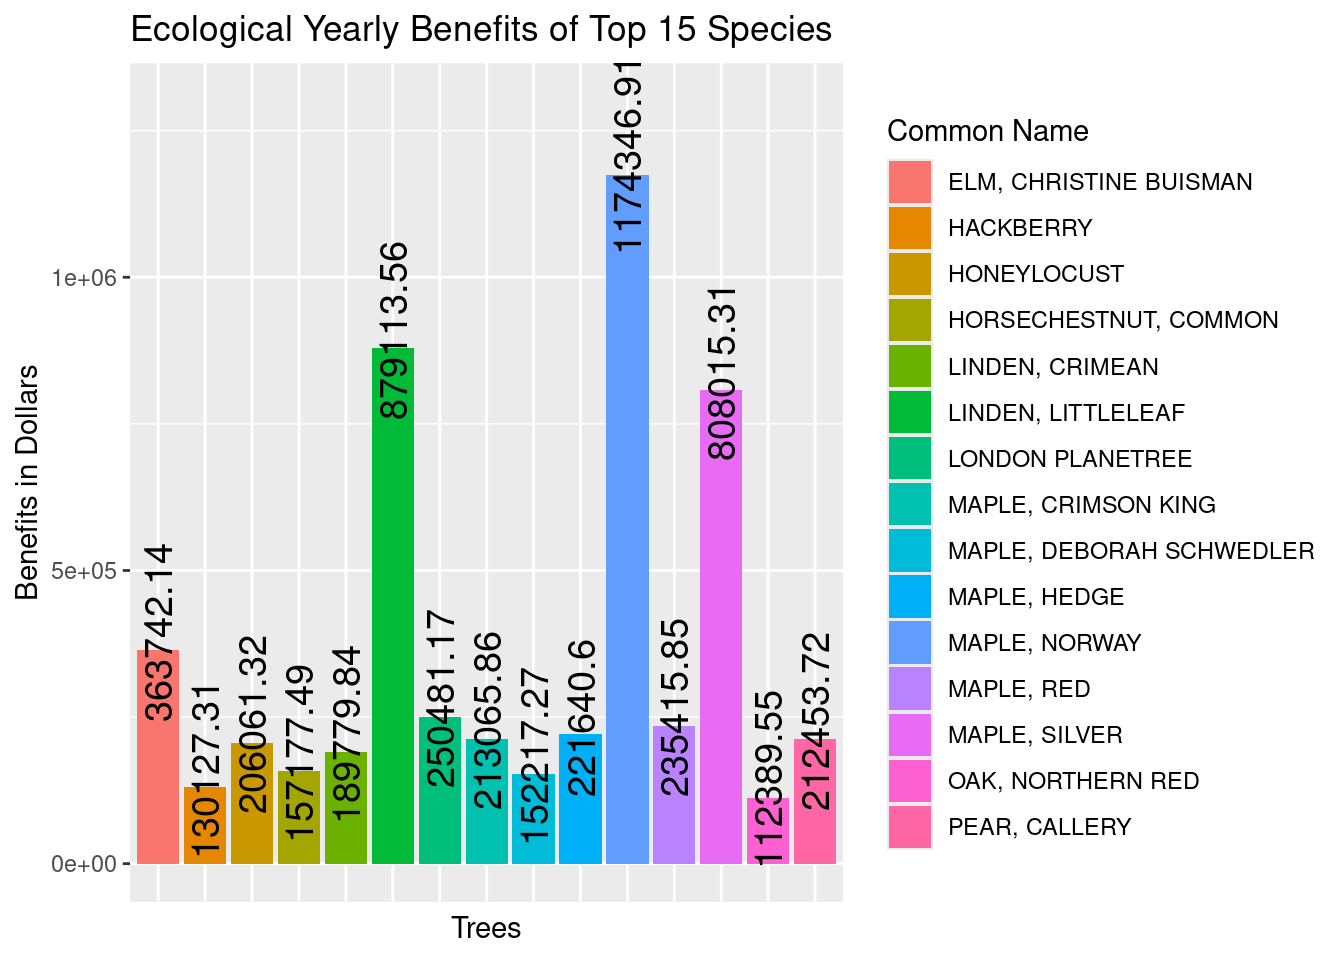 Ecological Yearly Benefits of Top 15 Species
Benefits in Dollars
1e+06
5e+05
0e+00
363742.14
130127.31
206061.32
157177.49
189779.84
879113.56
250481.17
213065.86
152217.27
221640.6
1174346.91
235415.85
808015.31
112389.55
212453.72
Trees
Common Name
ELM, CHRISTINE BUISMAN
HACKBERRY
HONEYLOCUST
HORSECHESTNUT, COMMON
LINDEN, CRIMEAN
LINDEN, LITTLELEAF
LONDON PLANETREE
MAPLE, CRIMSON KING
MAPLE, DEBORAH SCHWEDLER
MAPLE, HEDGE
MAPLE, NORWAY
MAPLE, RED
MAPLE, SILVER
OAK, NORTHERN RED
PEAR, CALLERY